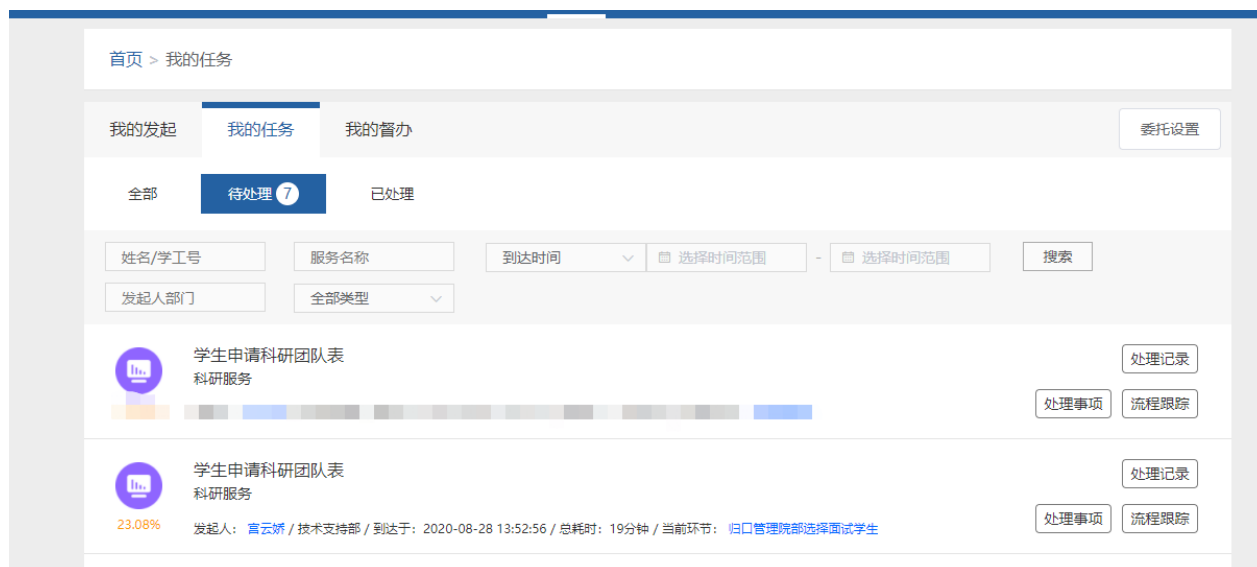 首页 > 我的任务
我的发起 我的任务 我的督办 委托设置
全部 待处理 7 已处理
姓名/学工号 服务名称 到达时间 选择时间范围 - 选择时间范围 搜索
发起人部门 全部类型
学生申请科研团队表
科研服务
处理记录
处理事项 流程跟踪
学生申请科研团队表
科研服务
处理记录
23.08% 发起人： 宫云娇 / 技术支持部 / 到达于：2020-08-28 13:52:56 / 总耗时：19分钟 / 当前环节： 归口管理院部选择面试学生
处理事项 流程跟踪